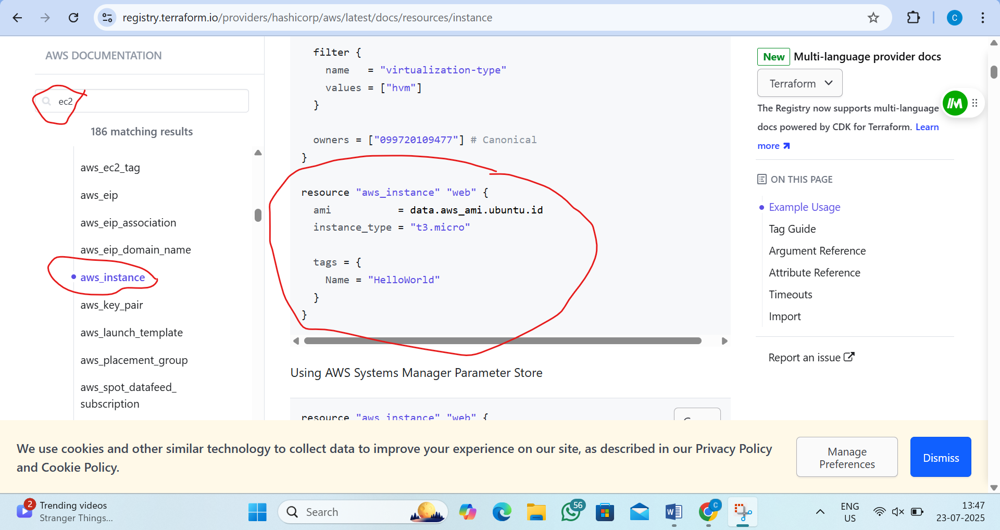 registry.terraform.io/providers/hashicorp/aws/latest/docs/resources/instance
C
AWS DOCUMENTATION
ec2
186 matching results
aws_ec2_tag
aws_eip
aws_eip_association
aws_eip_domain_name
aws_instance
aws_key_pair
aws_launch_template
aws_placement_group
aws_spot_datafeed_
subscription
filter {
name = "virtualization-type"
values = ["hvm"]
}
owners = ["099720109477"] # Canonical
}
resource "aws_instance" "web" {
ami = data.aws_ami.ubuntu.id
instance_type = "t3.micro"
tags = {
Name = "HelloWorld"
}
}
Using AWS Systems Manager Parameter Store
resource "aws_instance" "web" {
New Multi-language provider docs
Terraform
The Registry now supports multi-language
docs powered by CDK for Terraform. Learn
more
ON THIS PAGE
Example Usage
Tag Guide
Argument Reference
Attribute Reference
Timeouts
Import
Report an issue
We use cookies and other similar technology to collect data to improve your experience on our site, as described in our Privacy Policy
and Cookie Policy.
Manage
Preferences
Dismiss
2
Trending videos
Stranger Things...
Search
56
W
C
ENG
US
13:47
23-07-2025